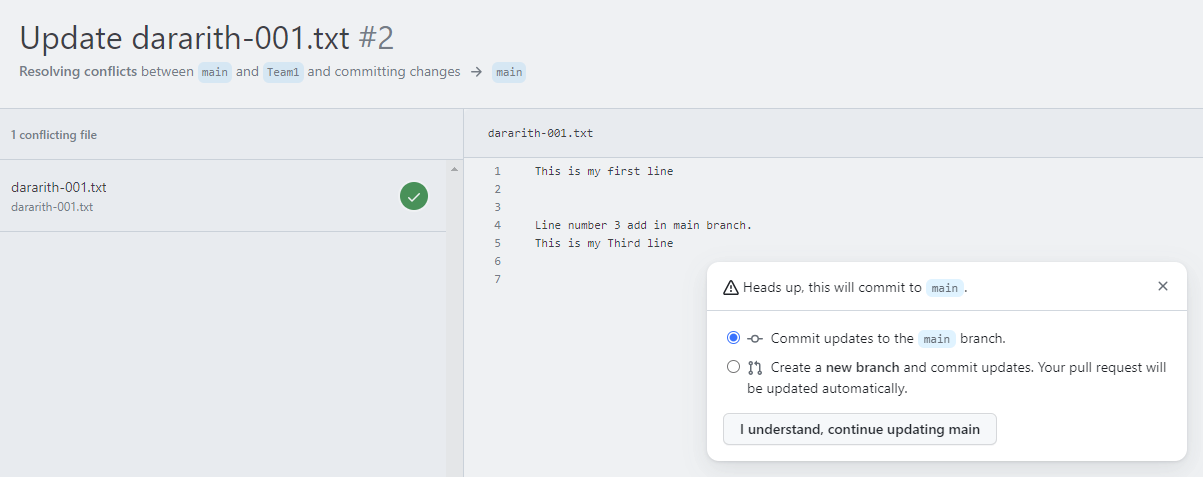 Update dararith-001.txt #2
Resolving conflicts between main and Team1 and committing changes → main
1 conflicting file
dararith-001.txt
dararith-001.txt
dararith-001.txt
1 This is my first line
2
3
4 Line number 3 add in main branch.
5 This is my Third line
6
7
Heads up, this will commit to main.
Commit updates to the main branch.
Create a new branch and commit updates. Your pull request will
be updated automatically.
I understand, continue updating main